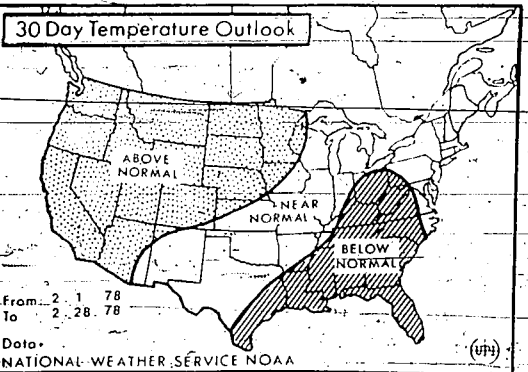 30 Day Temperature Outlook
ABOVE
NORMAL
NEAR
NORMAL
BELOW
NORMAL
From 2 1 78
To 2 28 78
Data
NATIONAL WEATHER SERVICE NOAA
UPI